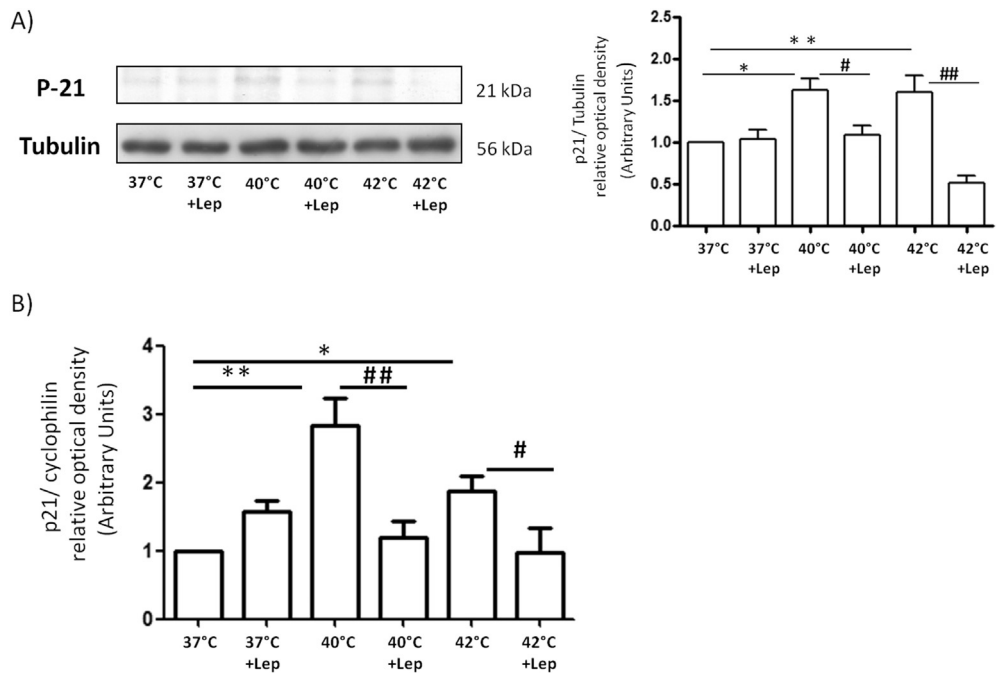 A)
P-21
21 kDa
Tubulin
56 kDa
37°C 37°C 40°C 40°C 42°C 42°C
+Lep +Lep +Lep
p21/ Tubulin
relative optical density
(Arbitrary Units)
2.5
2.0
1.5
1.0
0.5
0.0
* *
* # ##
37°C 37°C 40°C 40°C 42°C 42°C
+Lep +Lep +Lep
B)
p21/ cyclophilin
relative optical density
(Arbitrary Units)
4
3
2
1
0
*
* * ##
#
37°C 37°C 40°C 40°C 42°C 42°C
+Lep +Lep +Lep